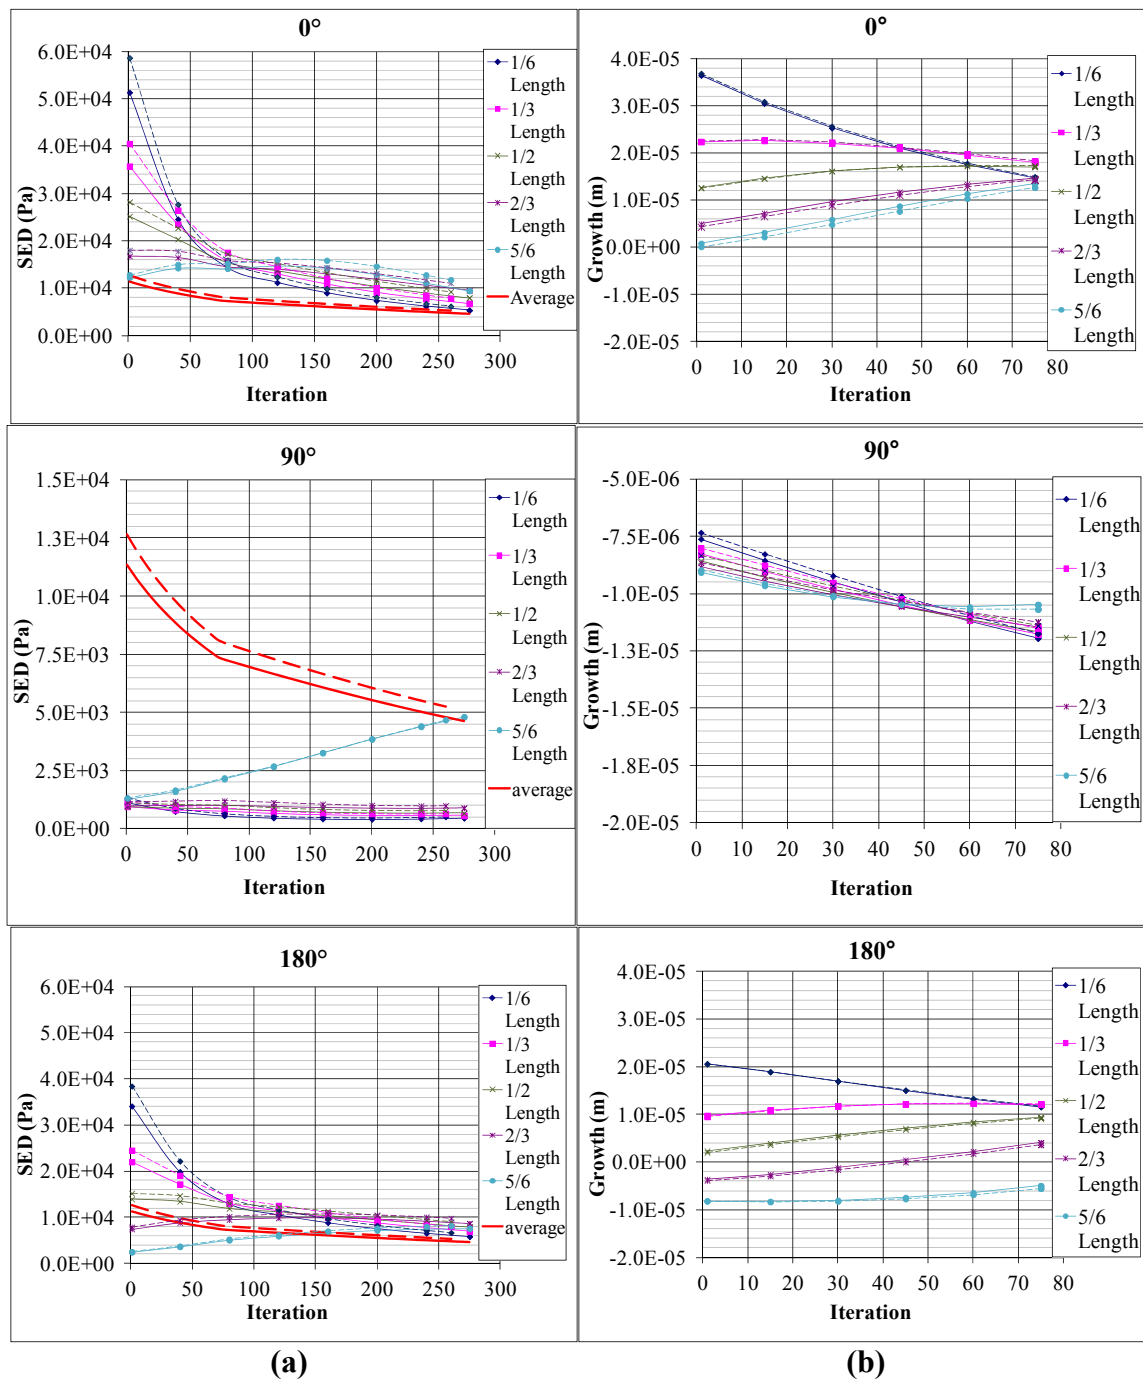 0°
6.0E+04
5.0E+04
4.0E+04
3.0E+04
2.0E+04
1.0E+04
0.0E+00
SED (Pa)
0 50 100 150 200 250 300
Iteration
1/6
Length
1/3
Length
1/2
Length
2/3
Length
5/6
Length
Average
0°
4.0E-05
3.0E-05
2.0E-05
1.0E-05
0.0E+00
-1.0E-05
-2.0E-05
Growth (m)
0 10 20 30 40 50 60 70 80
Iteration
1/6
Length
1/3
Length
1/2
Length
2/3
Length
5/6
Length
90°
1.5E+04
1.3E+04
1.0E+04
7.5E+03
5.0E+03
2.5E+03
0.0E+00
SED (Pa)
0 50 100 150 200 250 300
Iteration
1/6
Length
1/3
Length
1/2
Length
2/3
Length
5/6
Length
average
90°
-5.0E-06
-7.5E-06
-1.0E-05
-1.3E-05
-1.5E-05
-1.8E-05
-2.0E-05
Growth (m)
0 10 20 30 40 50 60 70 80
Iteration
1/6
Length
1/3
Length
1/2
Length
2/3
Length
5/6
Length
180°
6.0E+04
5.0E+04
4.0E+04
3.0E+04
2.0E+04
1.0E+04
0.0E+00
SED (Pa)
0 50 100 150 200 250 300
Iteration
1/6
Length
1/3
Length
1/2
Length
2/3
Length
5/6
Length
average
180°
4.0E-05
3.0E-05
2.0E-05
1.0E-05
0.0E+00
-1.0E-05
-2.0E-05
Growth (m)
0 10 20 30 40 50 60 70 80
Iteration
1/6
Length
1/3
Length
1/2
Length
2/3
Length
5/6
Length
(a)
(b)